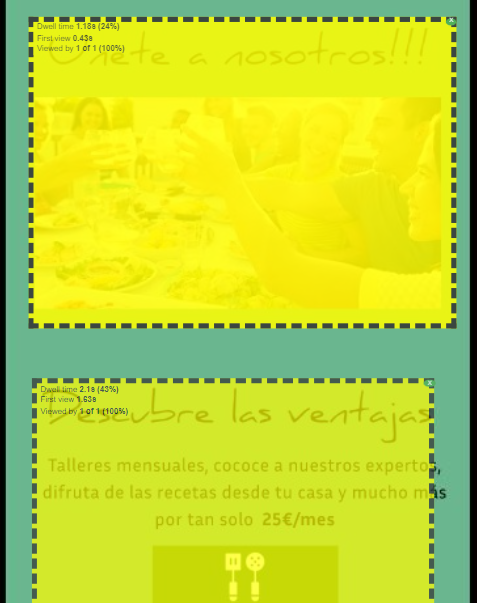 Dwell time 1.18s (24%)
First view 0.43s
Viewed by 1 of 1 (100%)
Únete a nosotros!!!
Dwell time 2.1s (43%)
First view 1.63s
Viewed by 1 of 1 (100%)
Descubre las ventajas
Talleres mensuales, cococe a nuestros expertos,
difruta de las recetas desde tu casa y mucho más
por tan solo 25€/mes